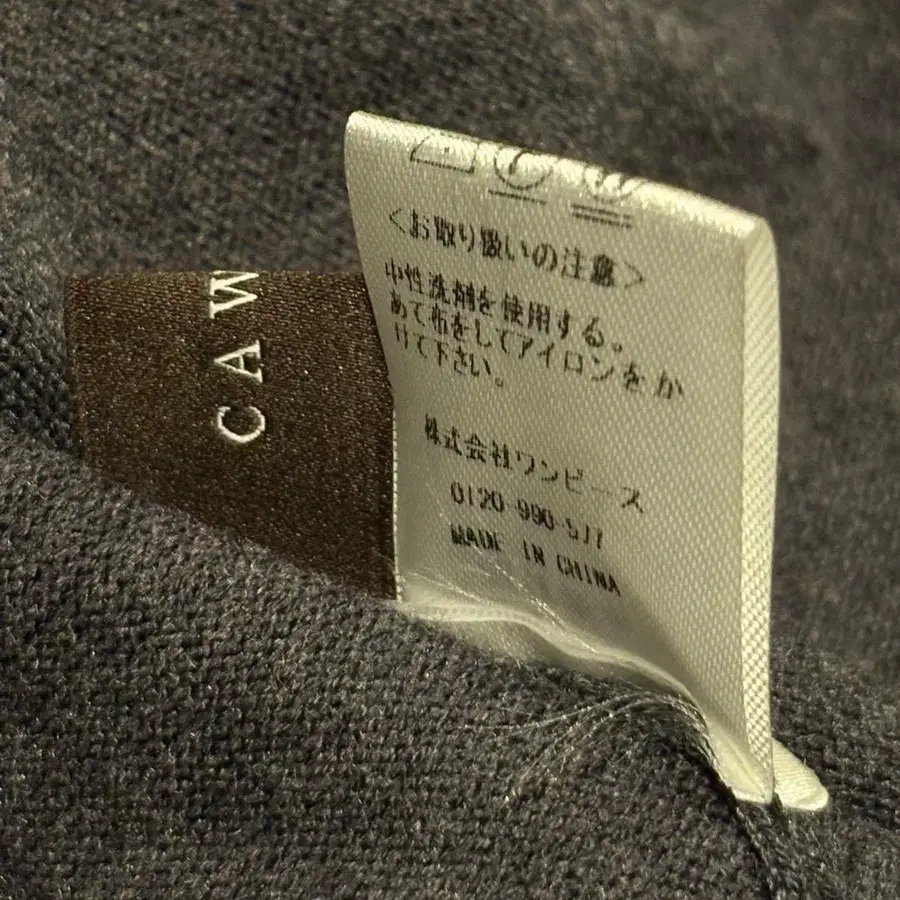 <お取り扱いの注意>
中性洗剤を使用する。
あて布をしてアイロンをか
けて下さい。
株式会社ワンピース
0120-990-577
MADE IN CHINA
CAW